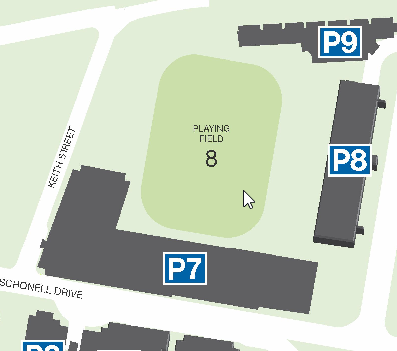 P9
PLAYING
FIELD
8
KEITH STREET
P8
P7
SCHONELL DRIVE